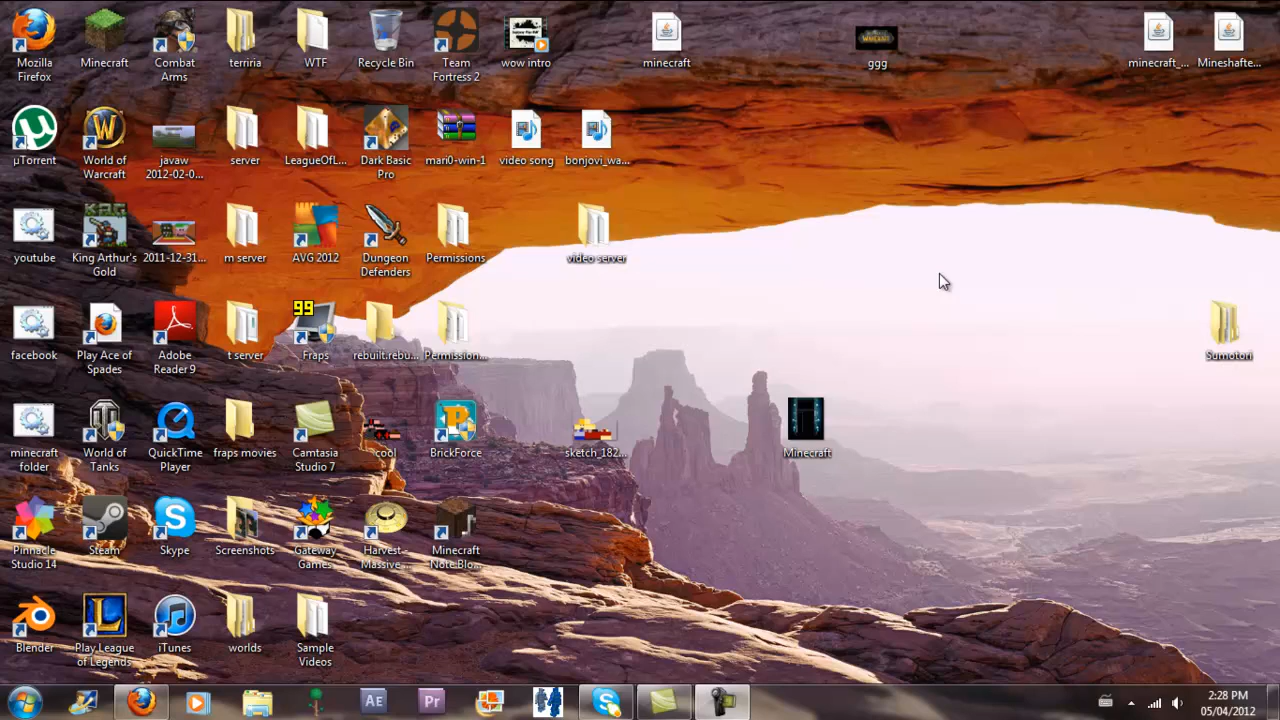 Mozilla
Firefox
Minecraft
Combat
Arms
terriria
WTF
Recycle Bin
Team
Fortress 2
wow intro
minecraft
WARCRAFT
ggg
minecraft_...
Mineshafte...
µTorrent
World of
Warcraft
javaw
2012-02-0...
server
LeagueOfL...
Dark Basic
Pro
mari0-win-1
video song
bonjovi_wa...
youtube
KAG
King Arthur's
Gold
2011-12-31...
m server
AVG 2012
Dungeon
Defenders
Permissions
video server
facebook
Play Ace of
Spades
Adobe
Reader 9
t server
99
Fraps
rebuilt.rebu...
Permission...
Sumotori
minecraft
folder
World of
Tanks
QuickTime
Player
fraps movies
Camtasia
Studio 7
cool
BrickForce
sketch_182...
Minecraft
Pinnacle
Studio 14
Steam
Skype
Screenshots
Gateway
Games
Harvest -
Massive ...
Minecraft
Note Blo...
Blender
Play League
of Legends
iTunes
worlds
Sample
Videos
Ae
Pr
2:28 PM
05/04/2012